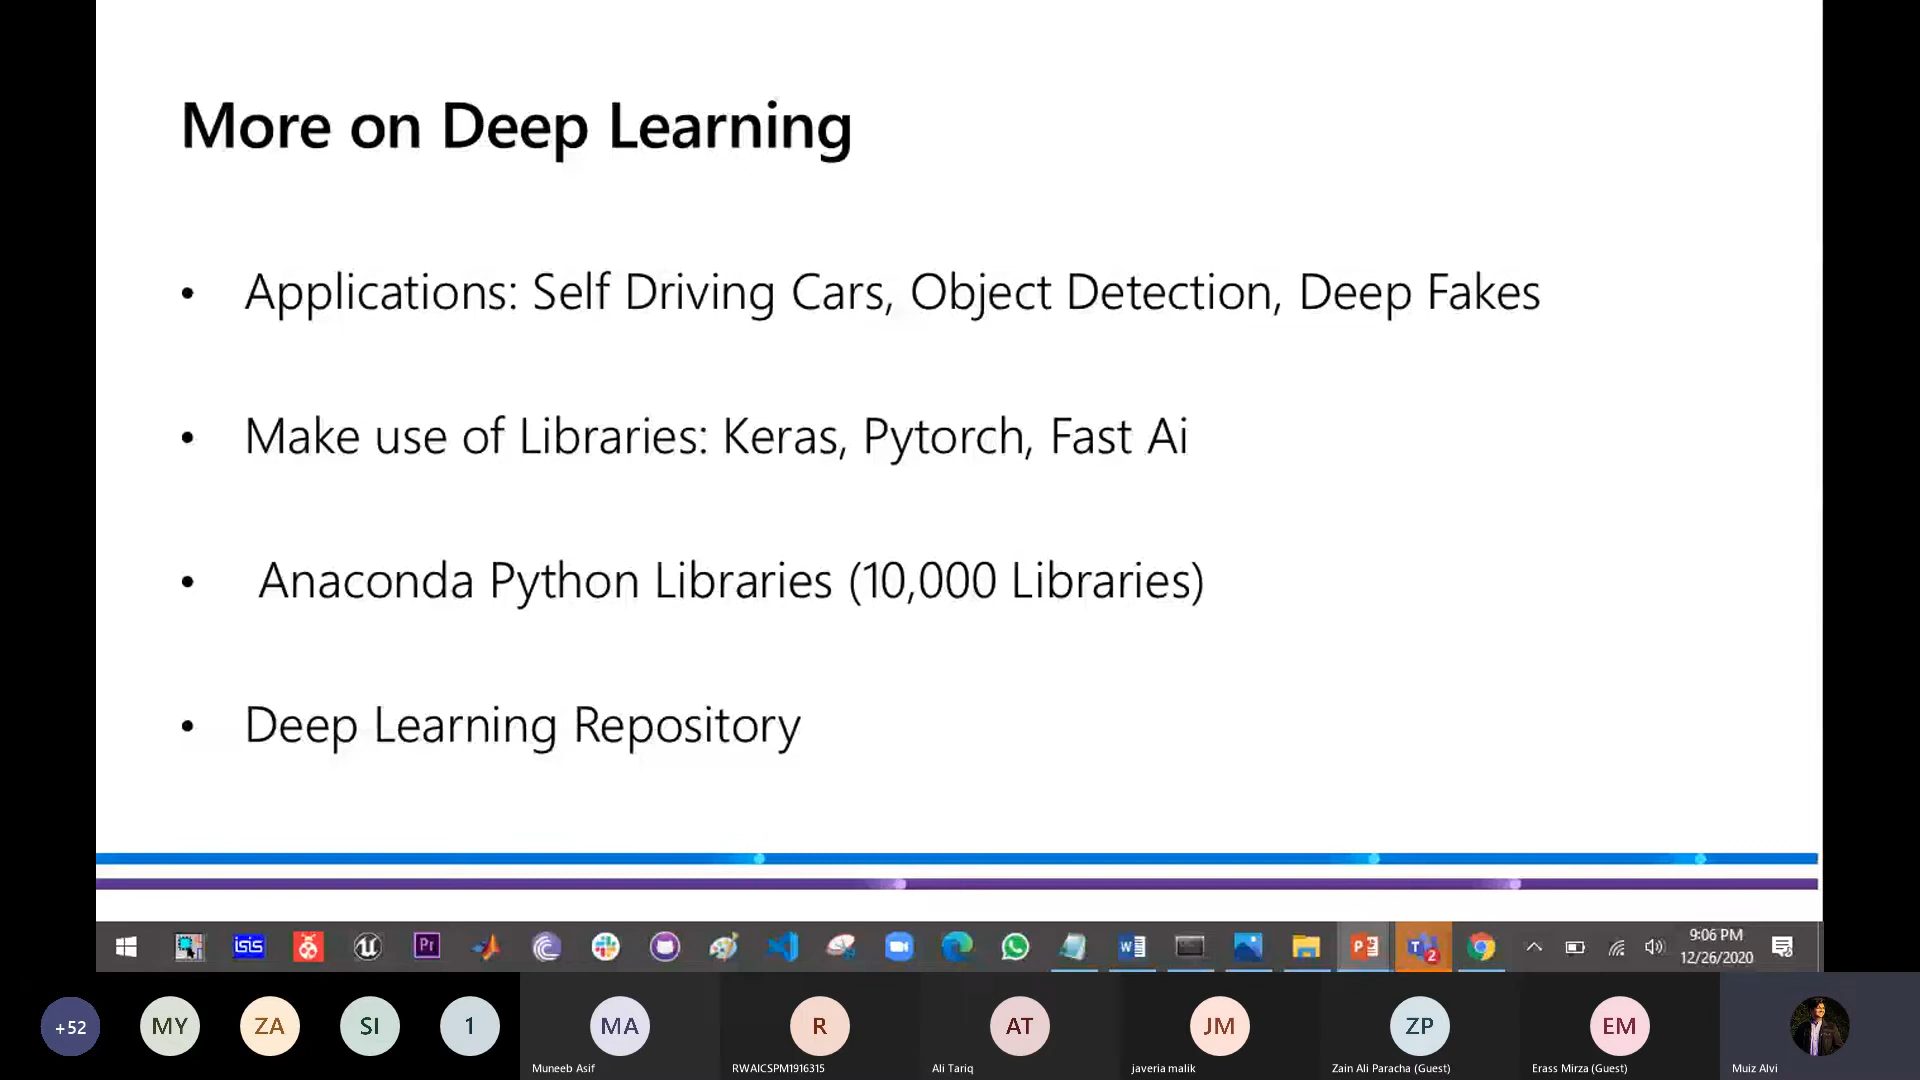 More on Deep Learning
• Applications: Self Driving Cars, Object Detection, Deep Fakes
• Make use of Libraries: Keras, Pytorch, Fast Ai
• Anaconda Python Libraries (10,000 Libraries)
• Deep Learning Repository
isis
Pr
2
9:06 PM
12/26/2020
+52
MY
ZA
SI
1
MA
R
AT
JM
ZP
EM
Muneeb Asif
RWAICSPM1916315
Ali Tariq
javeria malik
Zain Ali Paracha (Guest)
Erass Mirza (Guest)
Muiz Alvi